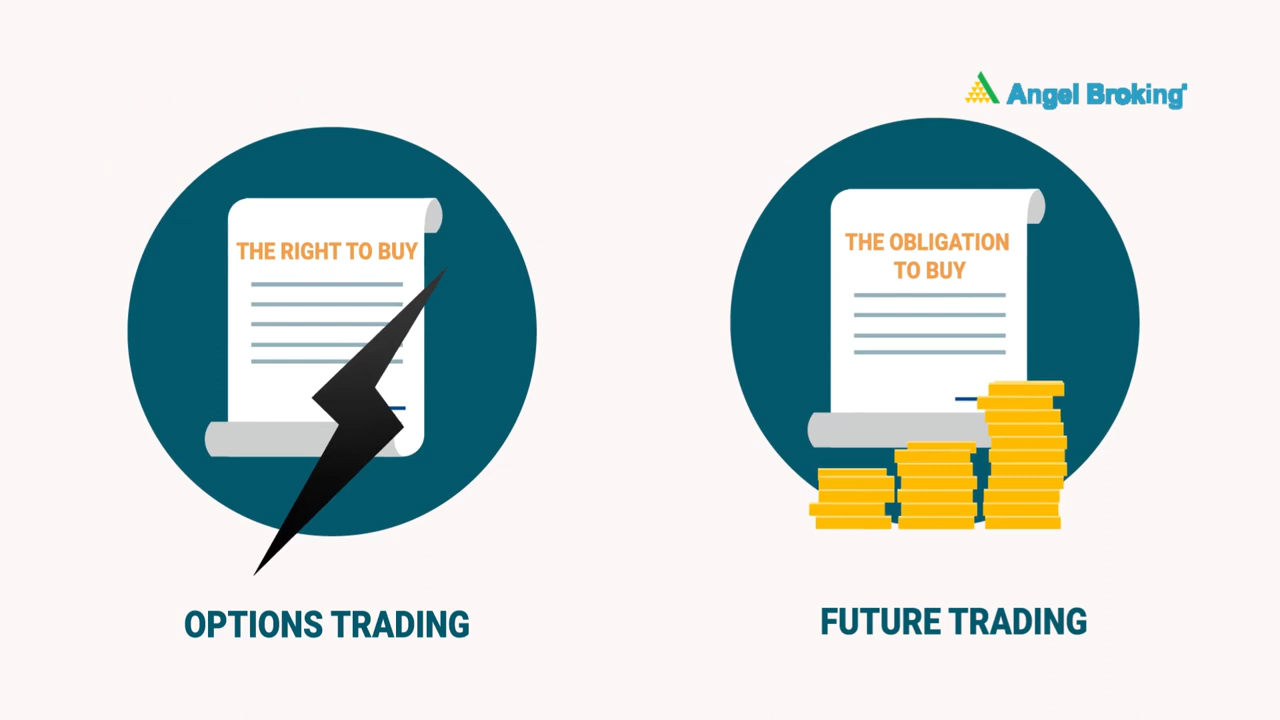 Angel Broking
THE RIGHT TO BUY
THE OBLIGATION
TO BUY
OPTIONS TRADING
FUTURE TRADING